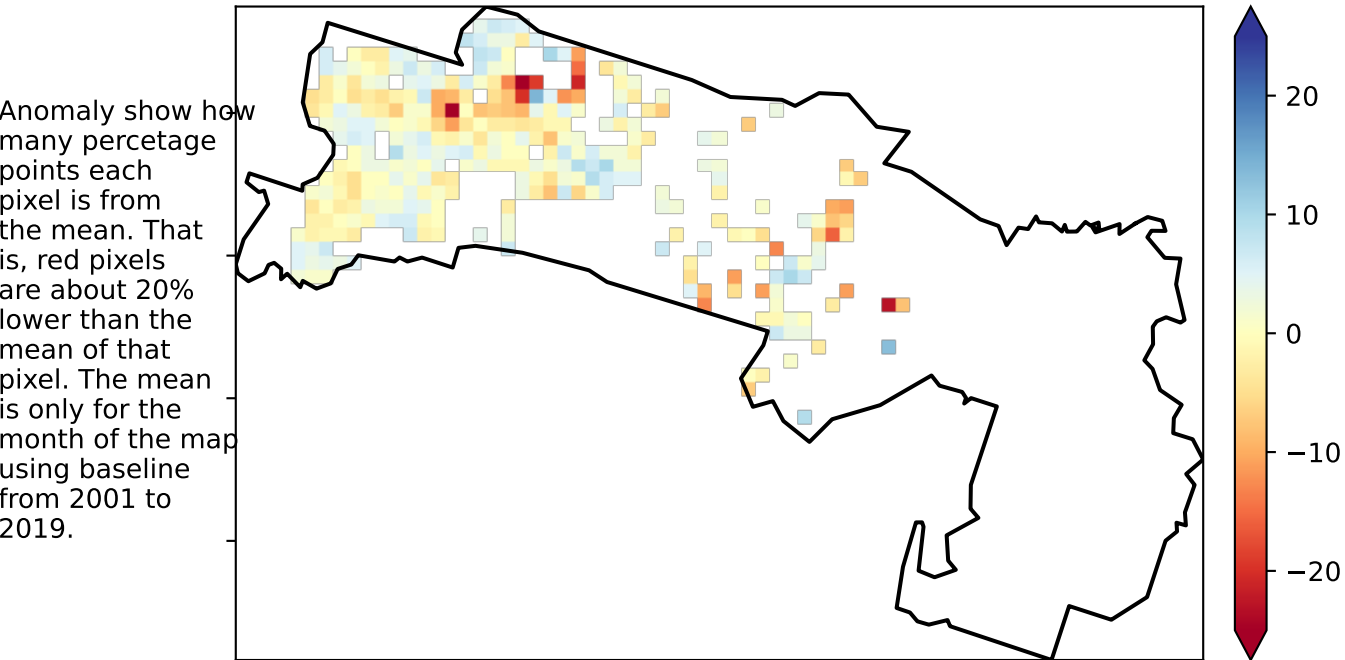 Anomaly show how
many percetage
points each
pixel is from
the mean. That
is, red pixels
are about 20%
lower than the
mean of that
pixel. The mean
is only for the
month of the map
using baseline
from 2001 to
2019.
20
10
0
−10
−20